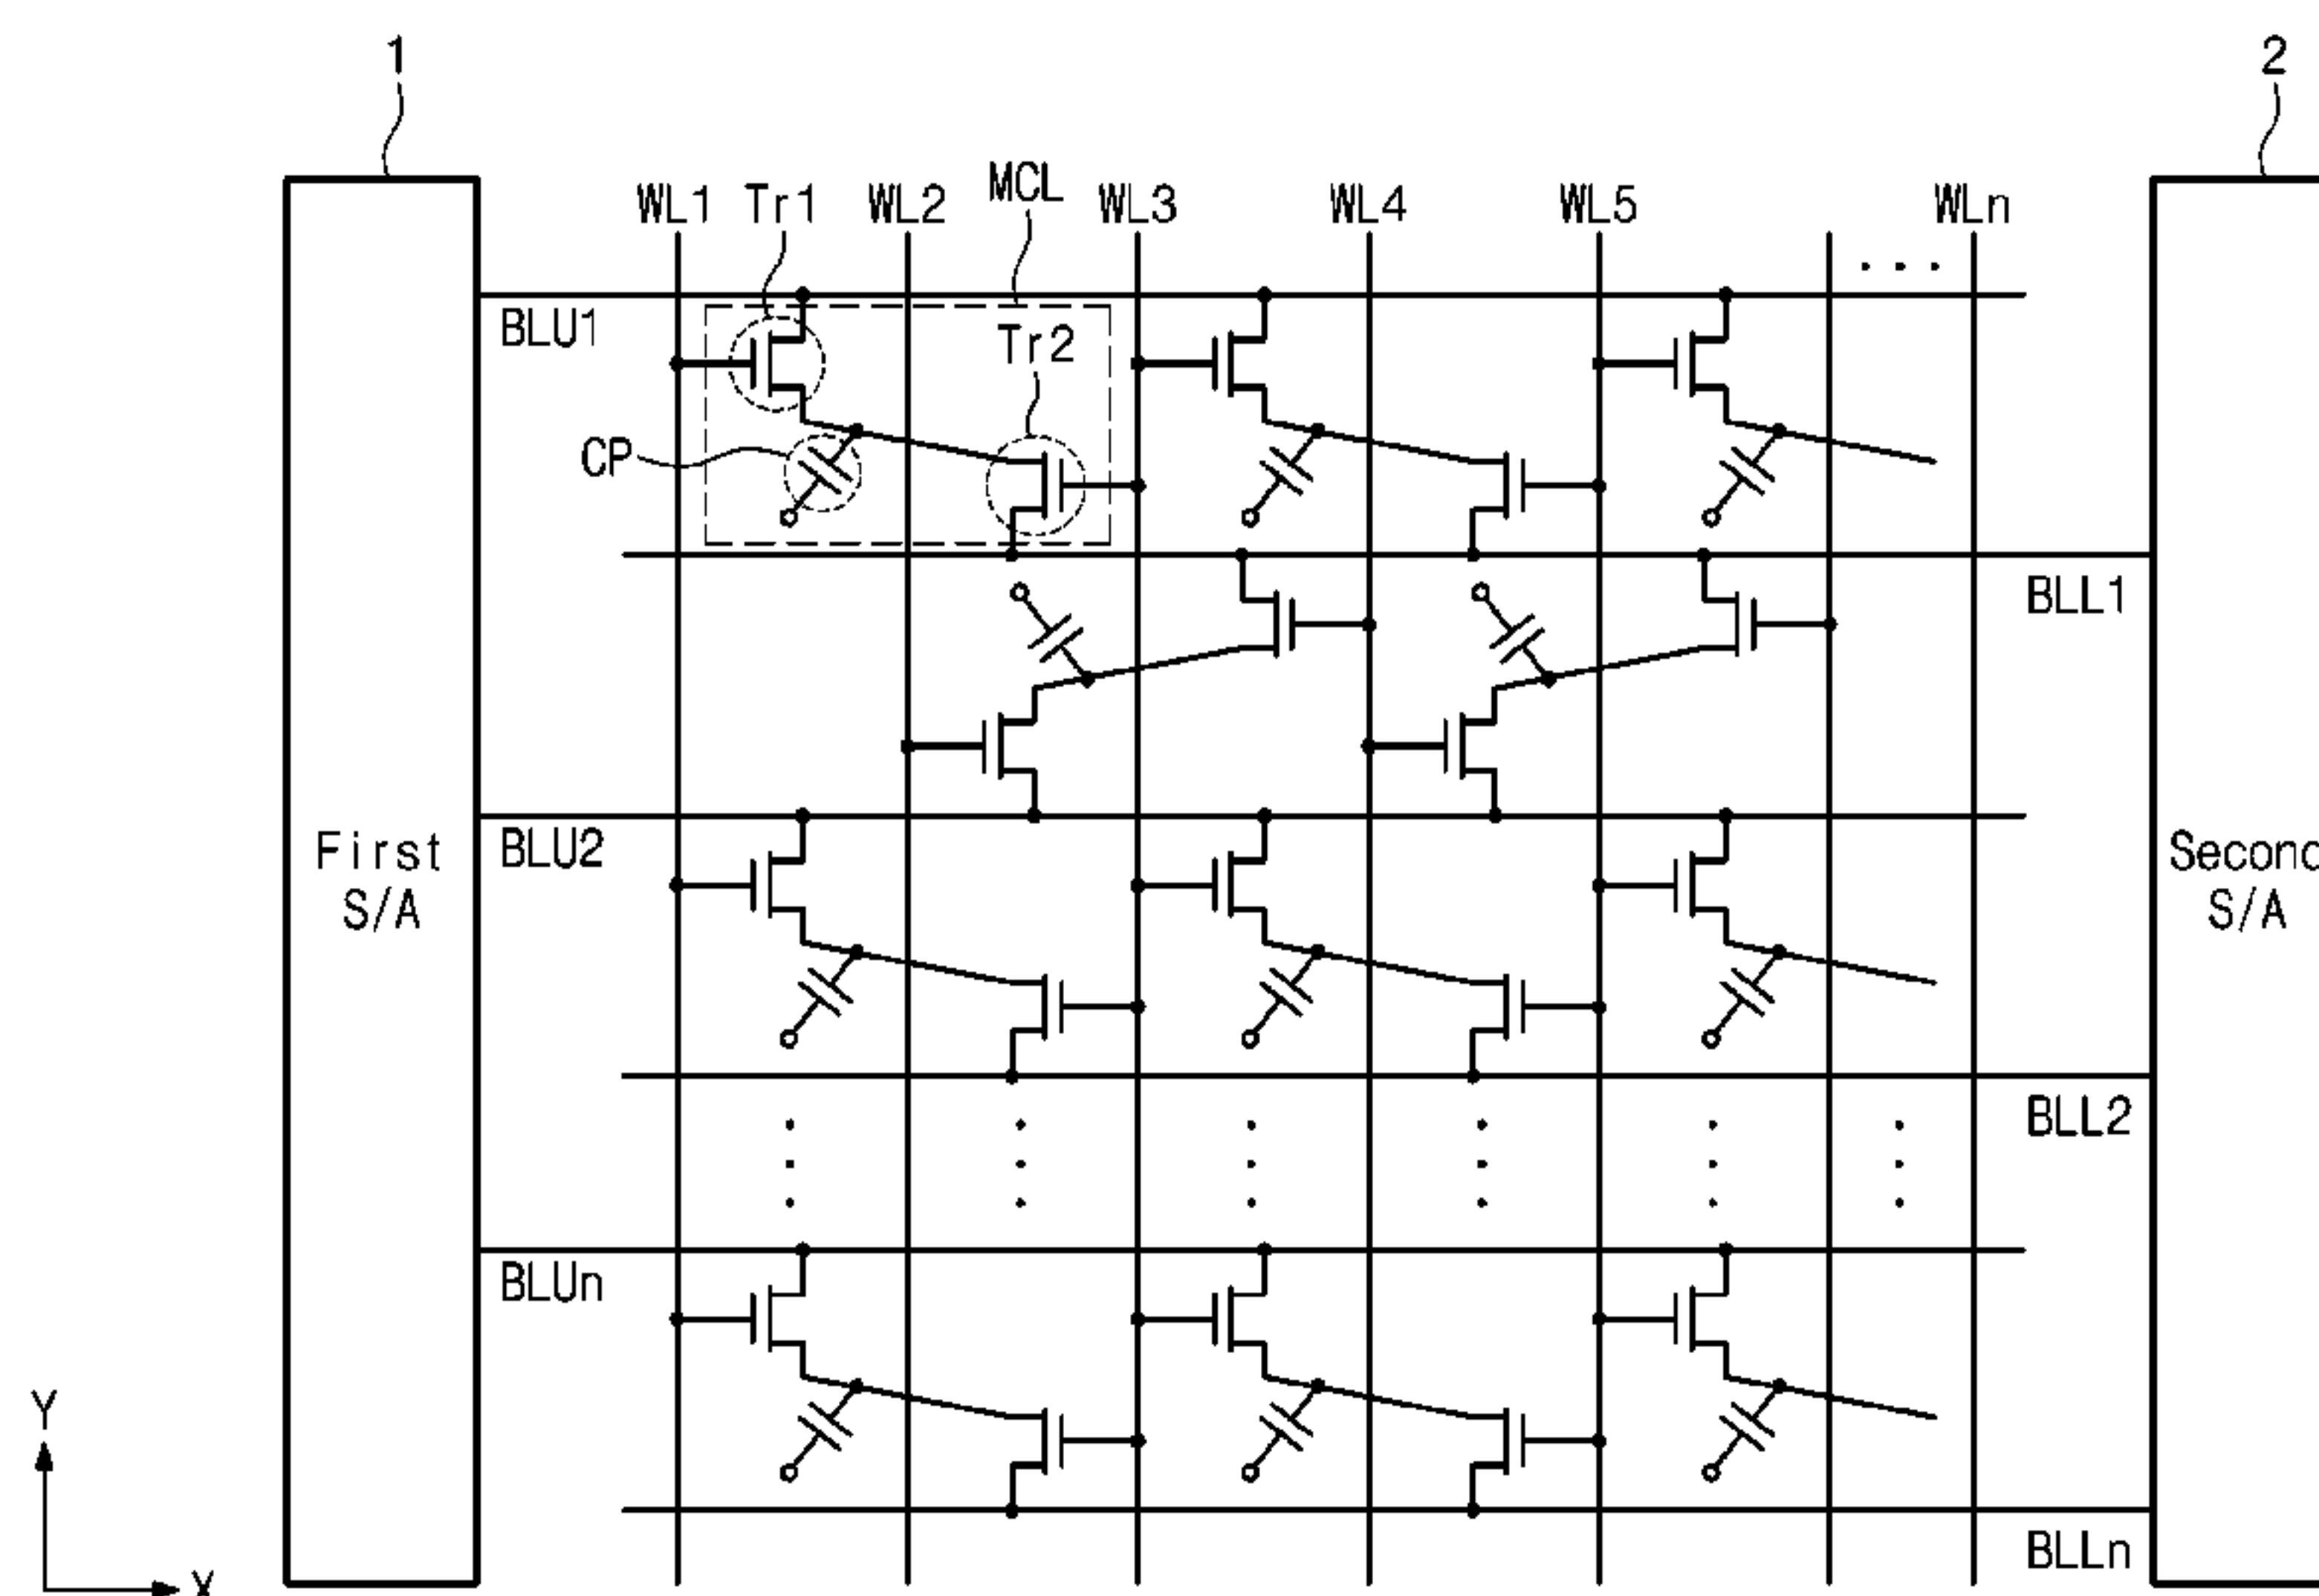 1
2
WL1 Tr1 WL2 MCL WL3 WL4 WL5 WLn
BLU1
Tr2
CP
BLL1
First
S/A
BLU2
Second
S/A
BLL2
BLUn
BLLn
Y
X